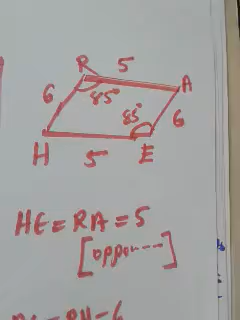 R 5 A
6 85°
85° 6
H 5 E
HE = RA = 5
[oppo----]